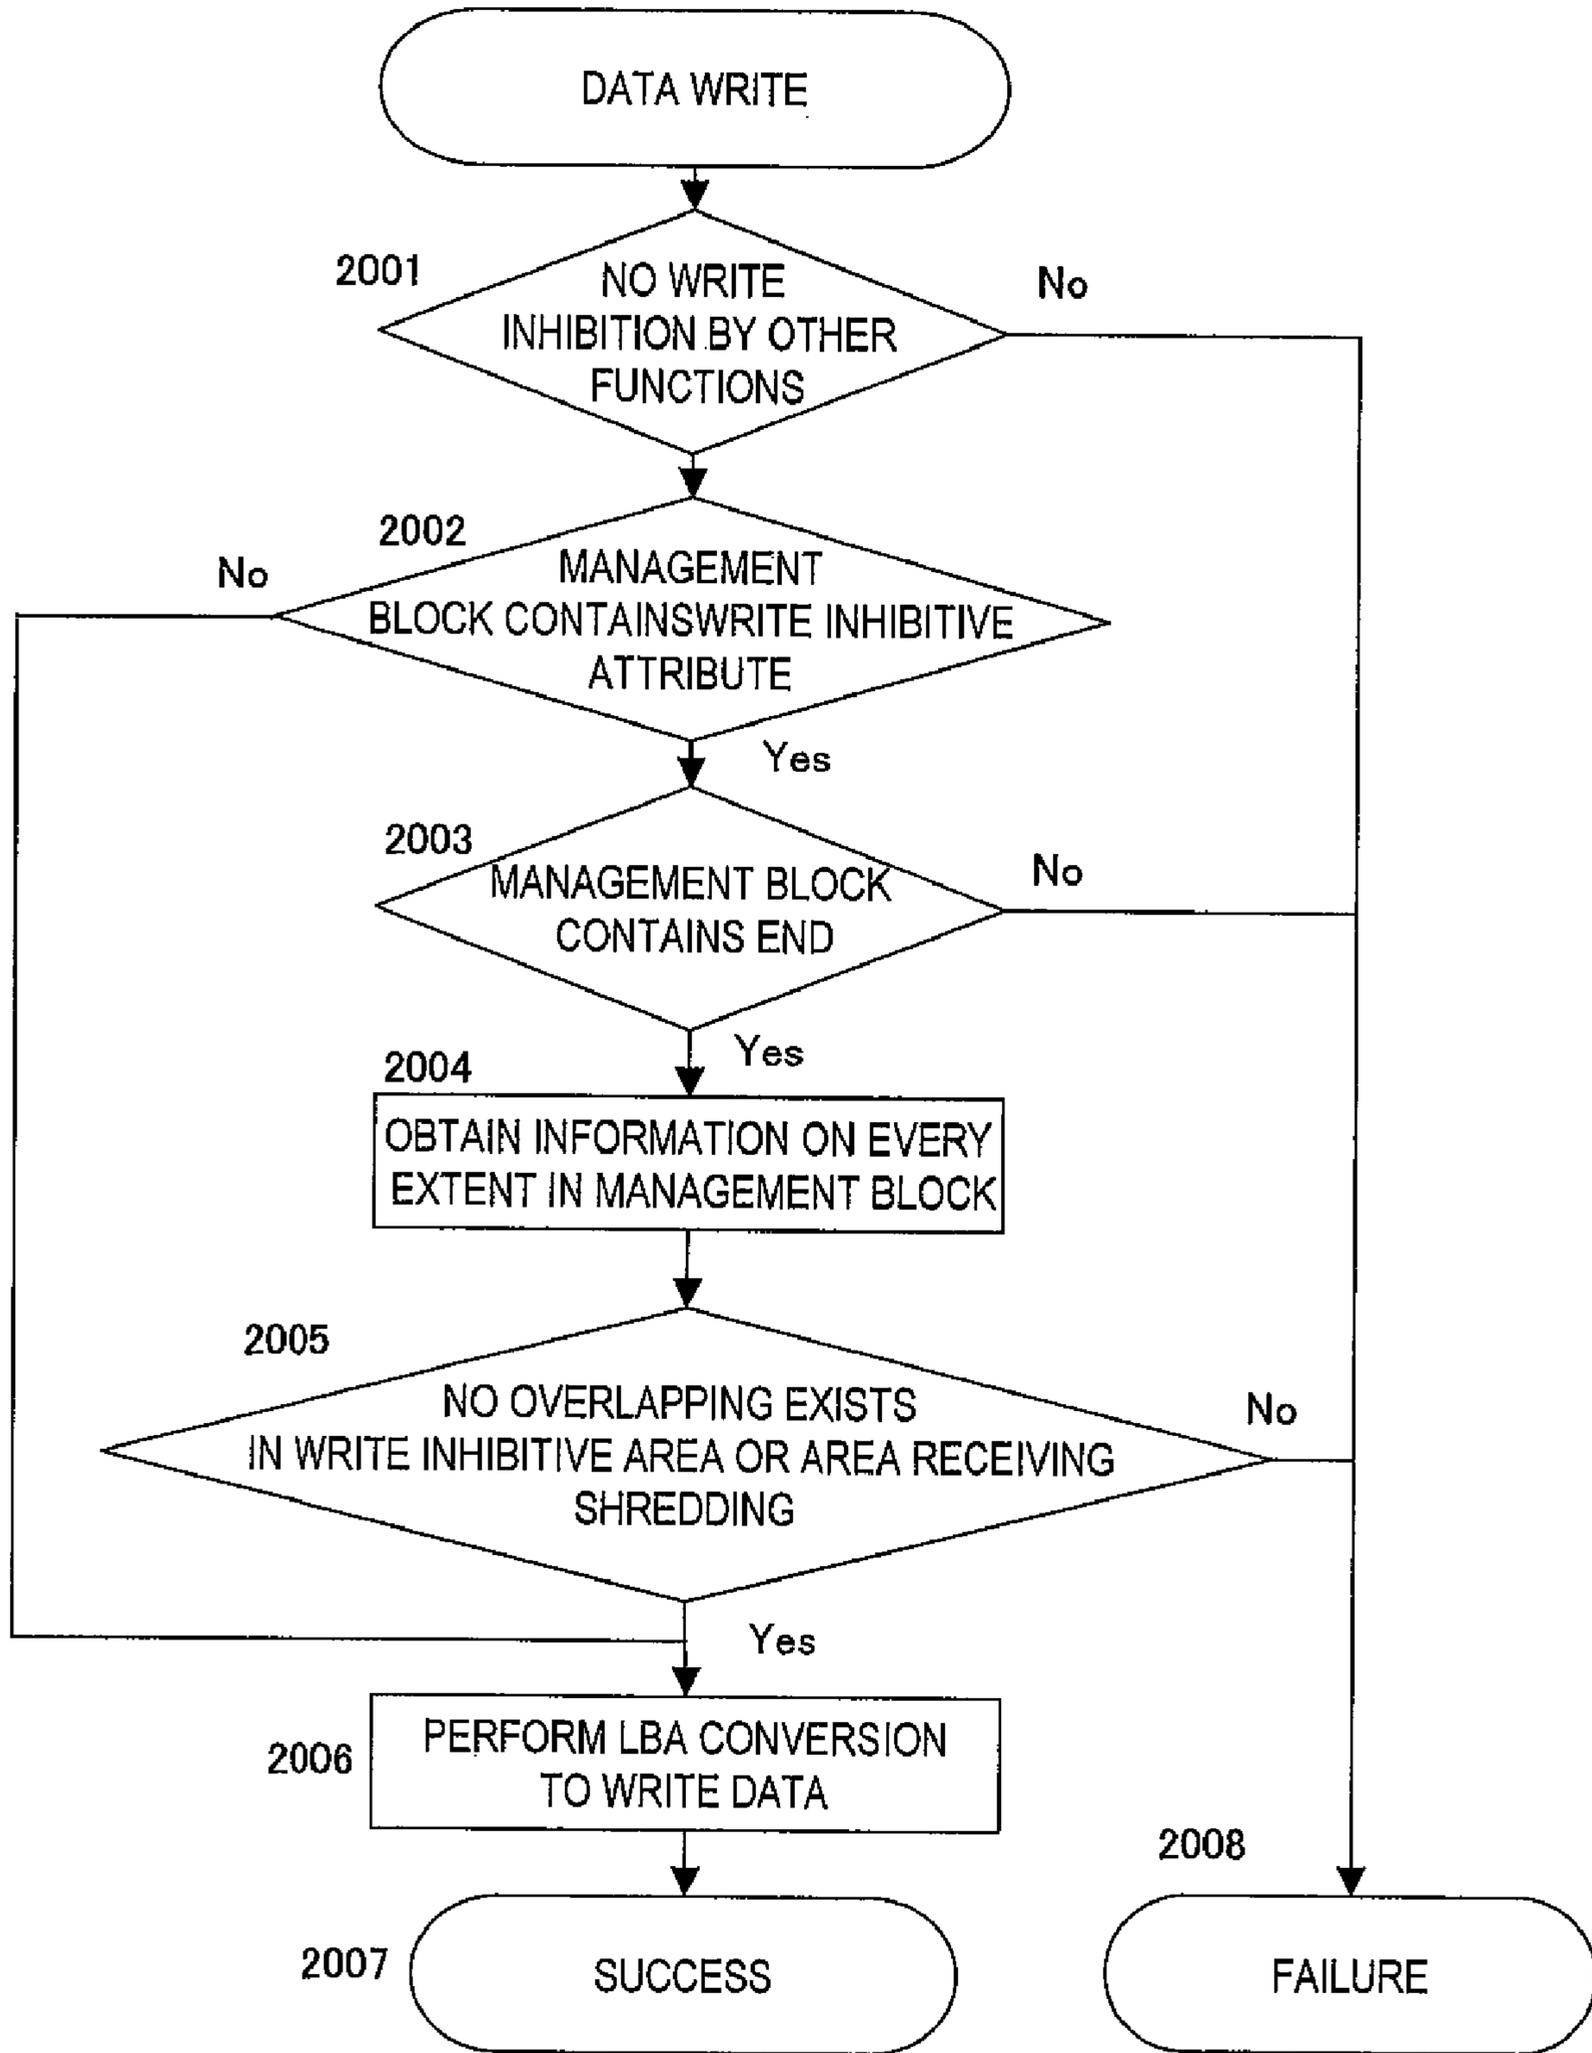 DATA WRITE
2001
NO WRITE
INHIBITION BY OTHER
FUNCTIONS
No
2002
No
MANAGEMENT
BLOCK CONTAINSWRITE INHIBITIVE
ATTRIBUTE
Yes
2003
MANAGEMENT BLOCK
CONTAINS END
No
Yes
2004
OBTAIN INFORMATION ON EVERY
EXTENT IN MANAGEMENT BLOCK
2005
NO OVERLAPPING EXISTS
IN WRITE INHIBITIVE AREA OR AREA RECEIVING
SHREDDING
No
Yes
2006
PERFORM LBA CONVERSION
TO WRITE DATA
2007
SUCCESS
2008
FAILURE